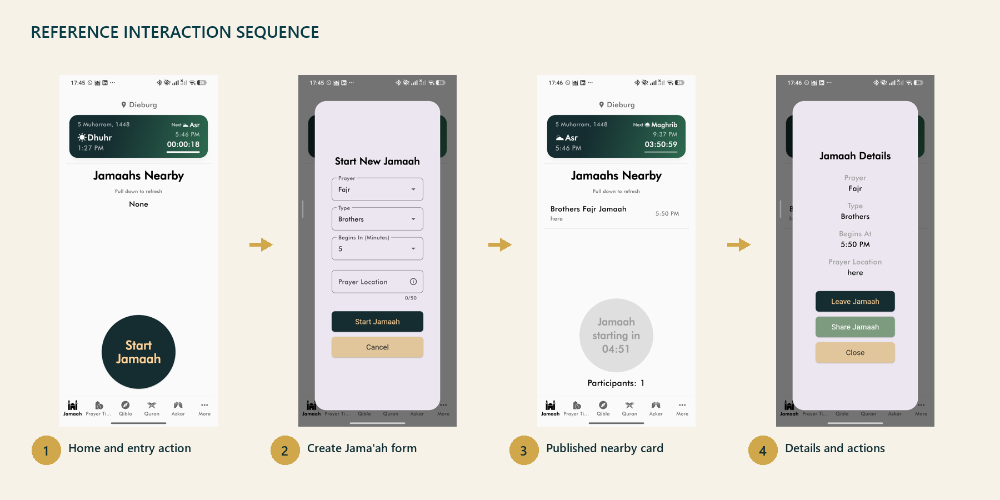 REFERENCE INTERACTION SEQUENCE
17:45
Dieburg
5 Muharram, 1448
Next Asr
Dhuhr
5:46 PM
1:27 PM
00:00:18
Jamaahs Nearby
Pull down to refresh
None
Start
Jamaah
Jamaah Prayer Ti... Qibla Quran Azkar More
1 Home and entry action
17:45
Start New Jamaah
Prayer
Fajr
Type
Brothers
Begins In (Minutes)
5
Prayer Location
0/50
Start Jamaah
Cancel
Jamaah Prayer Ti... Qibla Quran Azkar More
2 Create Jama'ah form
17:46
26
Dieburg
5 Muharram, 1448
Next Maghrib
Asr
9:37 PM
5:46 PM
03:50:59
Jamaahs Nearby
Pull down to refresh
Brothers Fajr Jamaah
5:50 PM
here
Jamaah
starting in
04:51
Participants: 1
Jamaah Prayer Ti... Qibla Quran Azkar More
3 Published nearby card
17:46
Jamaah Details
Prayer
Fajr
Type
Brothers
Begins At
5:50 PM
Prayer Location
here
Leave Jamaah
Share Jamaah
Close
Jamaah Prayer Ti... Qibla Quran Azkar More
4 Details and actions